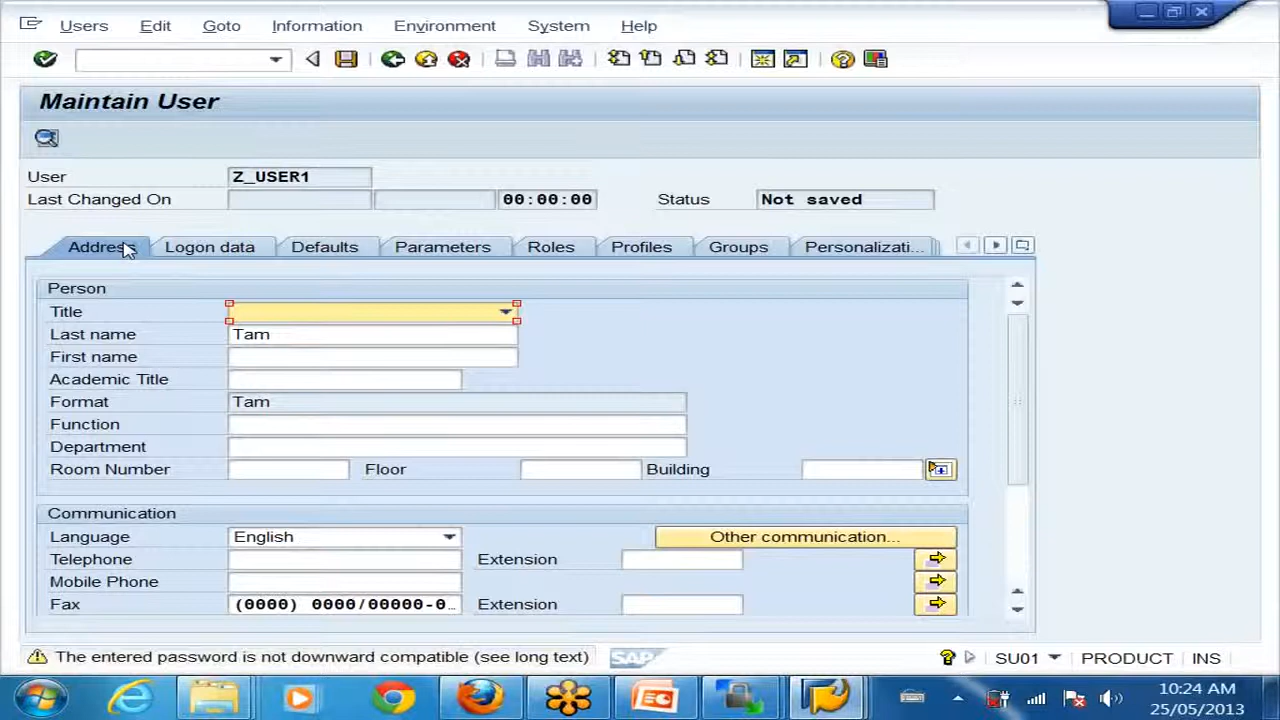 Users Edit Goto Information Environment System Help
Maintain User
User Z_USER1
Last Changed On 00:00:00 Status Not saved
Address Logon data Defaults Parameters Roles Profiles Groups Personalizati...
Person
Title
Last name Tam
First name
Academic Title
Format Tam
Function
Department
Room Number Floor Building
Communication
Language English Other communication...
Telephone Extension
Mobile Phone
Fax (0000) 0000/00000-0... Extension
The entered password is not downward compatible (see long text) SAP SU01 PRODUCT INS
10:24 AM
25/05/2013